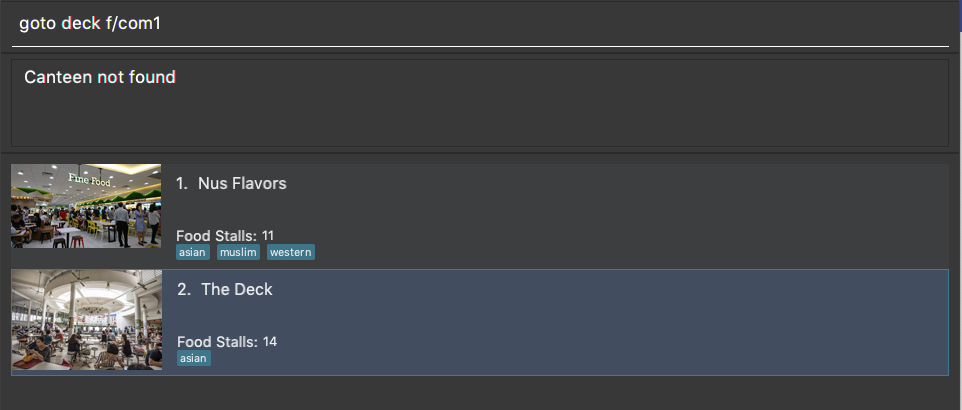 goto deck f/com1
Canteen not found
Fine Food
1. Nus Flavors
Food Stalls: 11
asian muslim western
2. The Deck
Food Stalls: 14
asian